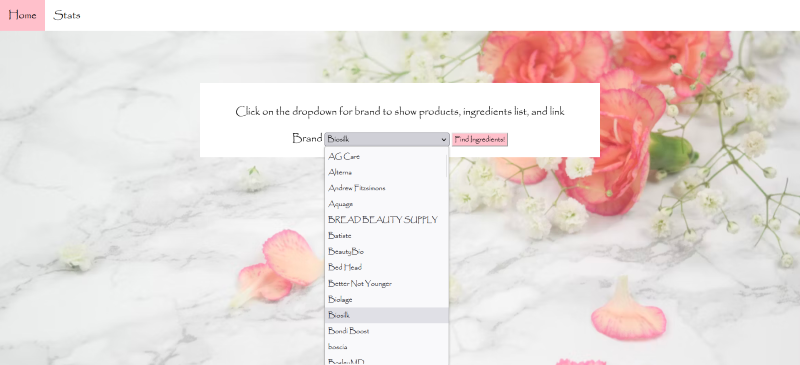 Home Stats
Click on the dropdown for brand to show products, ingredients list, and link
Brand Biosilk Find Ingredients!
AG Care
Alterna
Andrew Fitzsimons
Aquage
BREAD BEAUTY SUPPLY
Batiste
BeautyBio
Bed Head
Better Not Younger
Biolage
Biosilk
Bondi Boost
boscia
BosleyMD